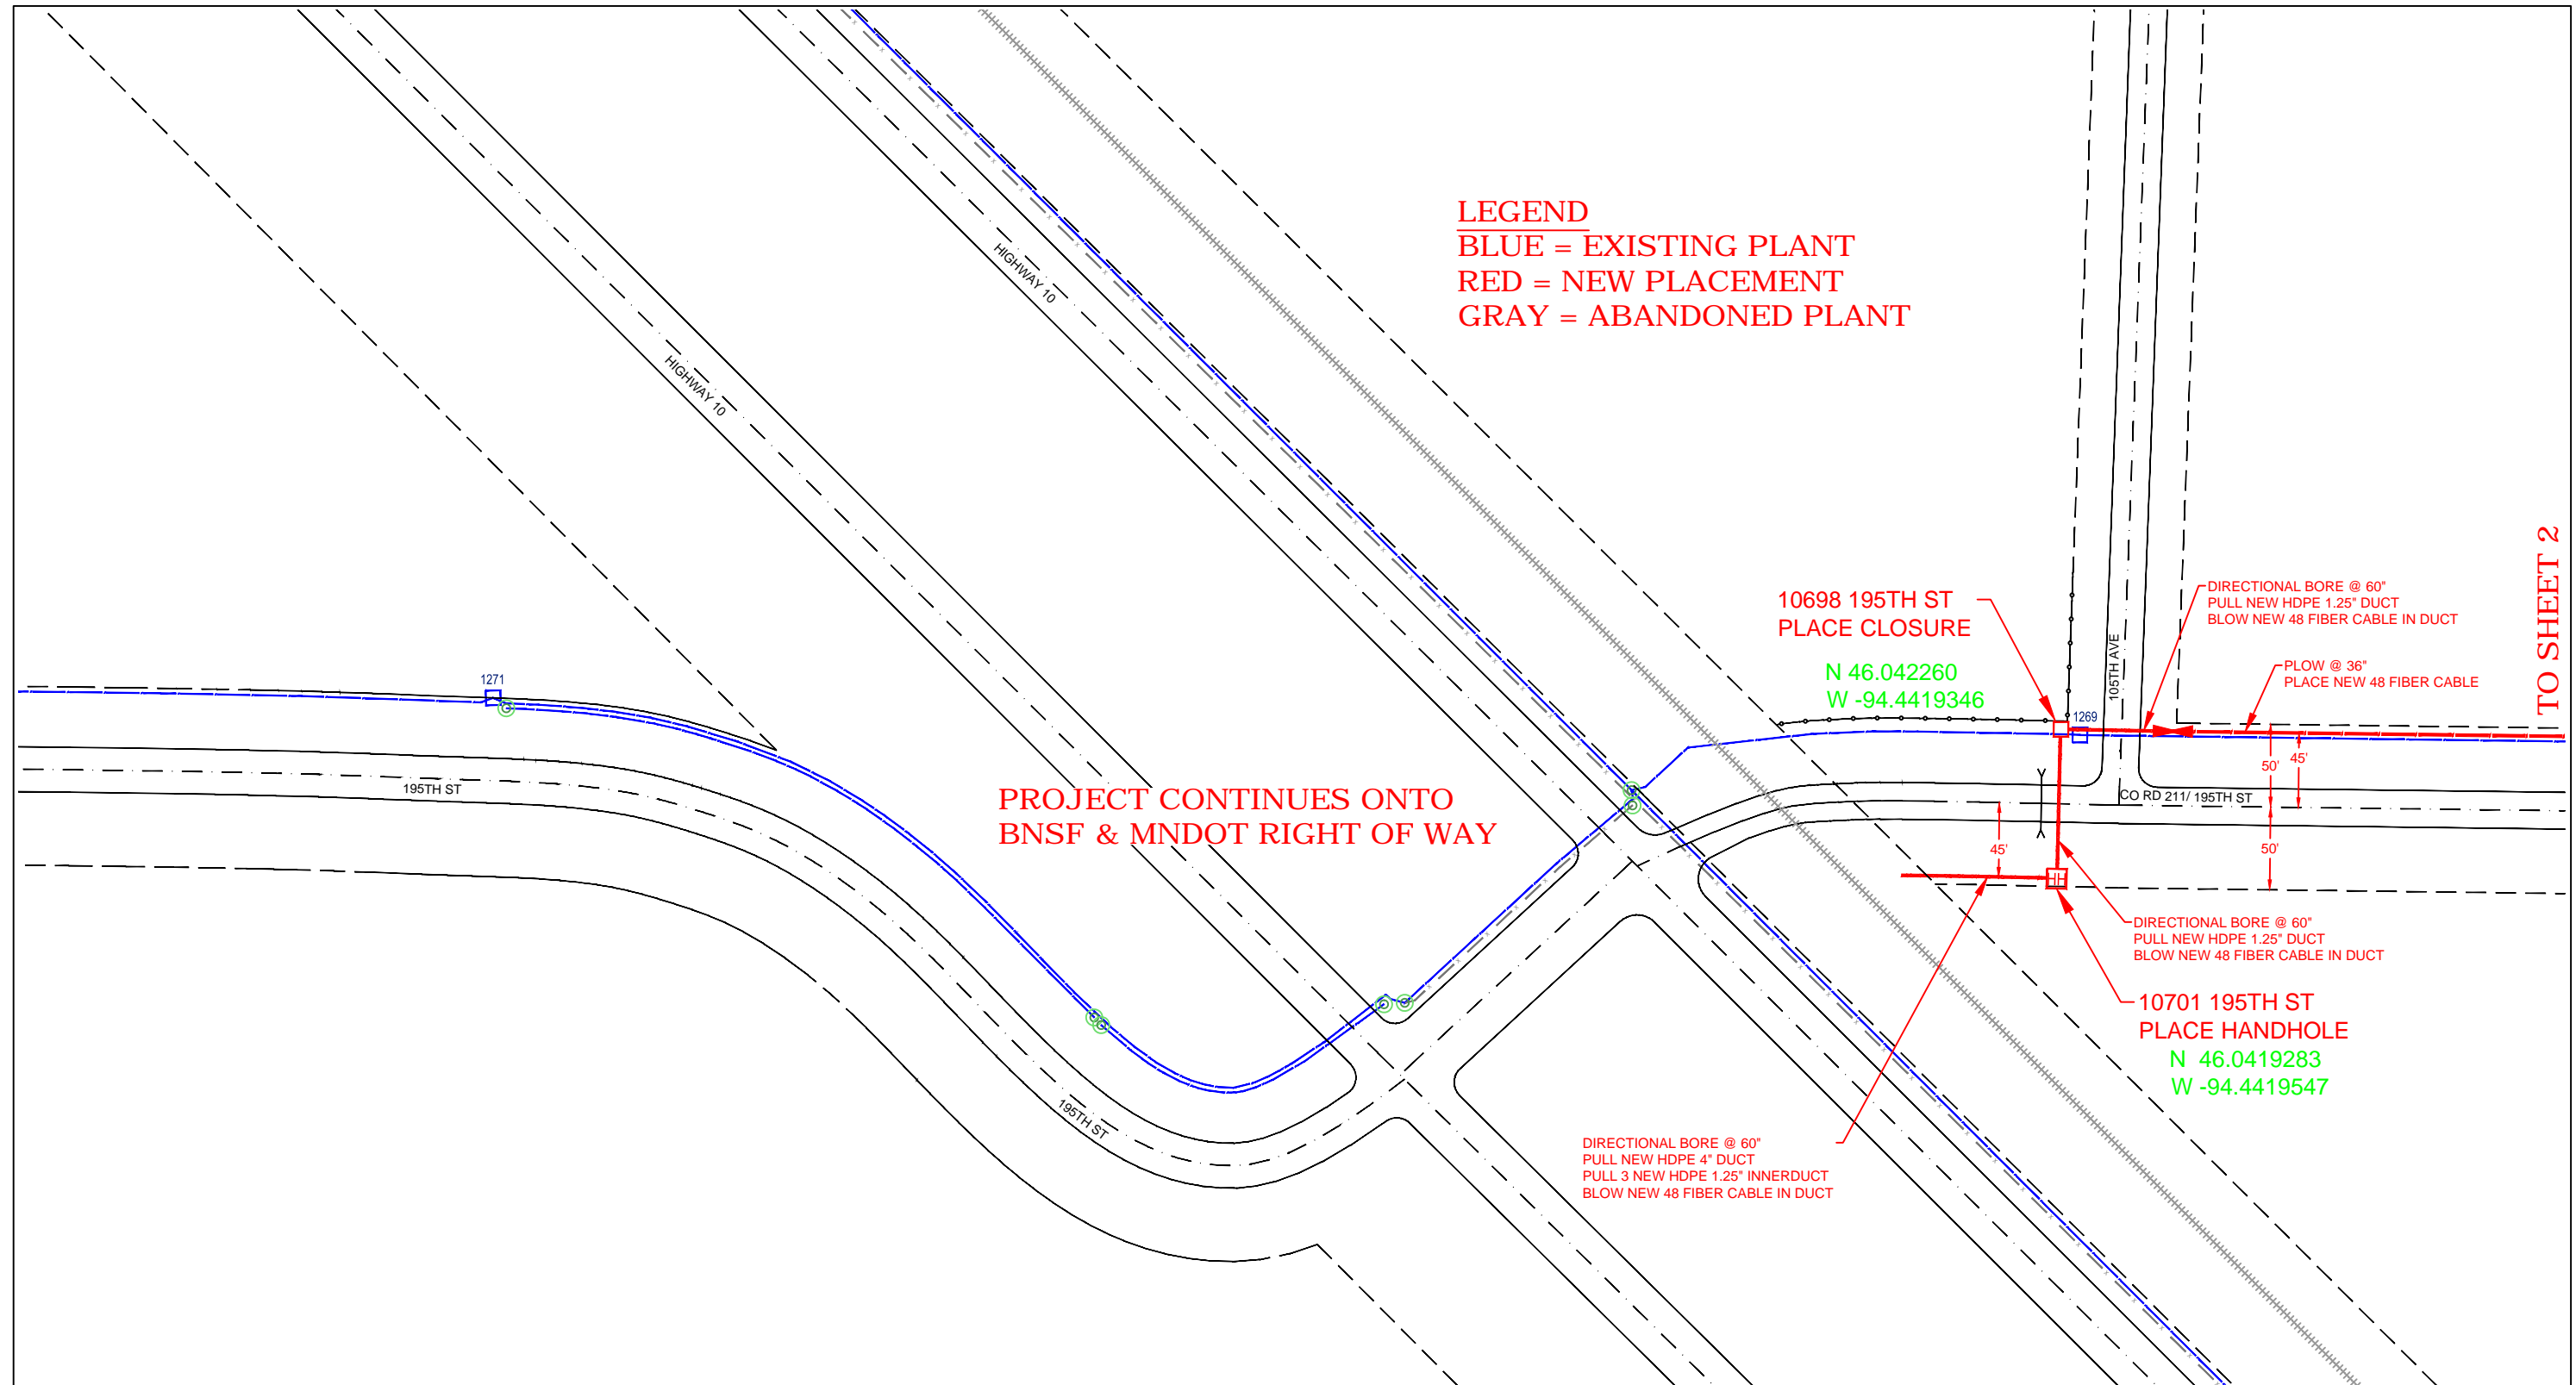 LEGEND
BLUE = EXISTING PLANT
RED = NEW PLACEMENT
GRAY = ABANDONED PLANT
HIGHWAY 10
HIGHWAY 10
10698 195TH ST
PLACE CLOSURE
N 46.042260
W -94.4419346
DIRECTIONAL BORE @ 60"
PULL NEW HDPE 1.25" DUCT
BLOW NEW 48 FIBER CABLE IN DUCT
PLOW @ 36"
PLACE NEW 48 FIBER CABLE
TO SHEET 2
105TH AVE
1271
1269
195TH ST
50'
45'
CO RD 211/ 195TH ST
PROJECT CONTINUES ONTO
BNSF & MNDOT RIGHT OF WAY
45'
50'
DIRECTIONAL BORE @ 60"
PULL NEW HDPE 1.25" DUCT
BLOW NEW 48 FIBER CABLE IN DUCT
10701 195TH ST
PLACE HANDHOLE
N 46.0419283
W -94.4419547
195TH ST
DIRECTIONAL BORE @ 60"
PULL NEW HDPE 4" DUCT
PULL 3 NEW HDPE 1.25" INNERDUCT
BLOW NEW 48 FIBER CABLE IN DUCT